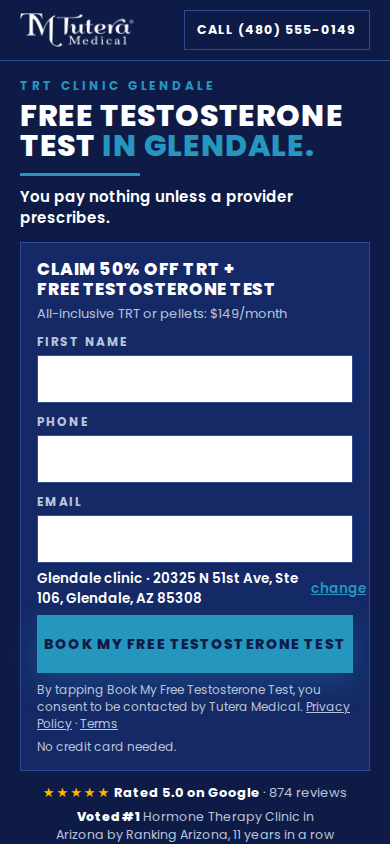 Tutera®
Medical
CALL (480) 555-0149
TRT CLINIC GLENDALE
FREE TESTOSTERONE
TEST IN GLENDALE.
You pay nothing unless a provider
prescribes.
CLAIM 50% OFF TRT +
FREE TESTOSTERONE TEST
All-inclusive TRT or pellets: $149/month
FIRST NAME
PHONE
EMAIL
Glendale clinic · 20325 N 51st Ave, Ste
106, Glendale, AZ 85308
change
BOOK MY FREE TESTOSTERONE TEST
By tapping Book My Free Testosterone Test, you
consent to be contacted by Tutera Medical. Privacy
Policy · Terms
No credit card needed.
★★★★★ Rated 5.0 on Google · 874 reviews
Voted #1 Hormone Therapy Clinic in
Arizona by Ranking Arizona, 11 years in a row